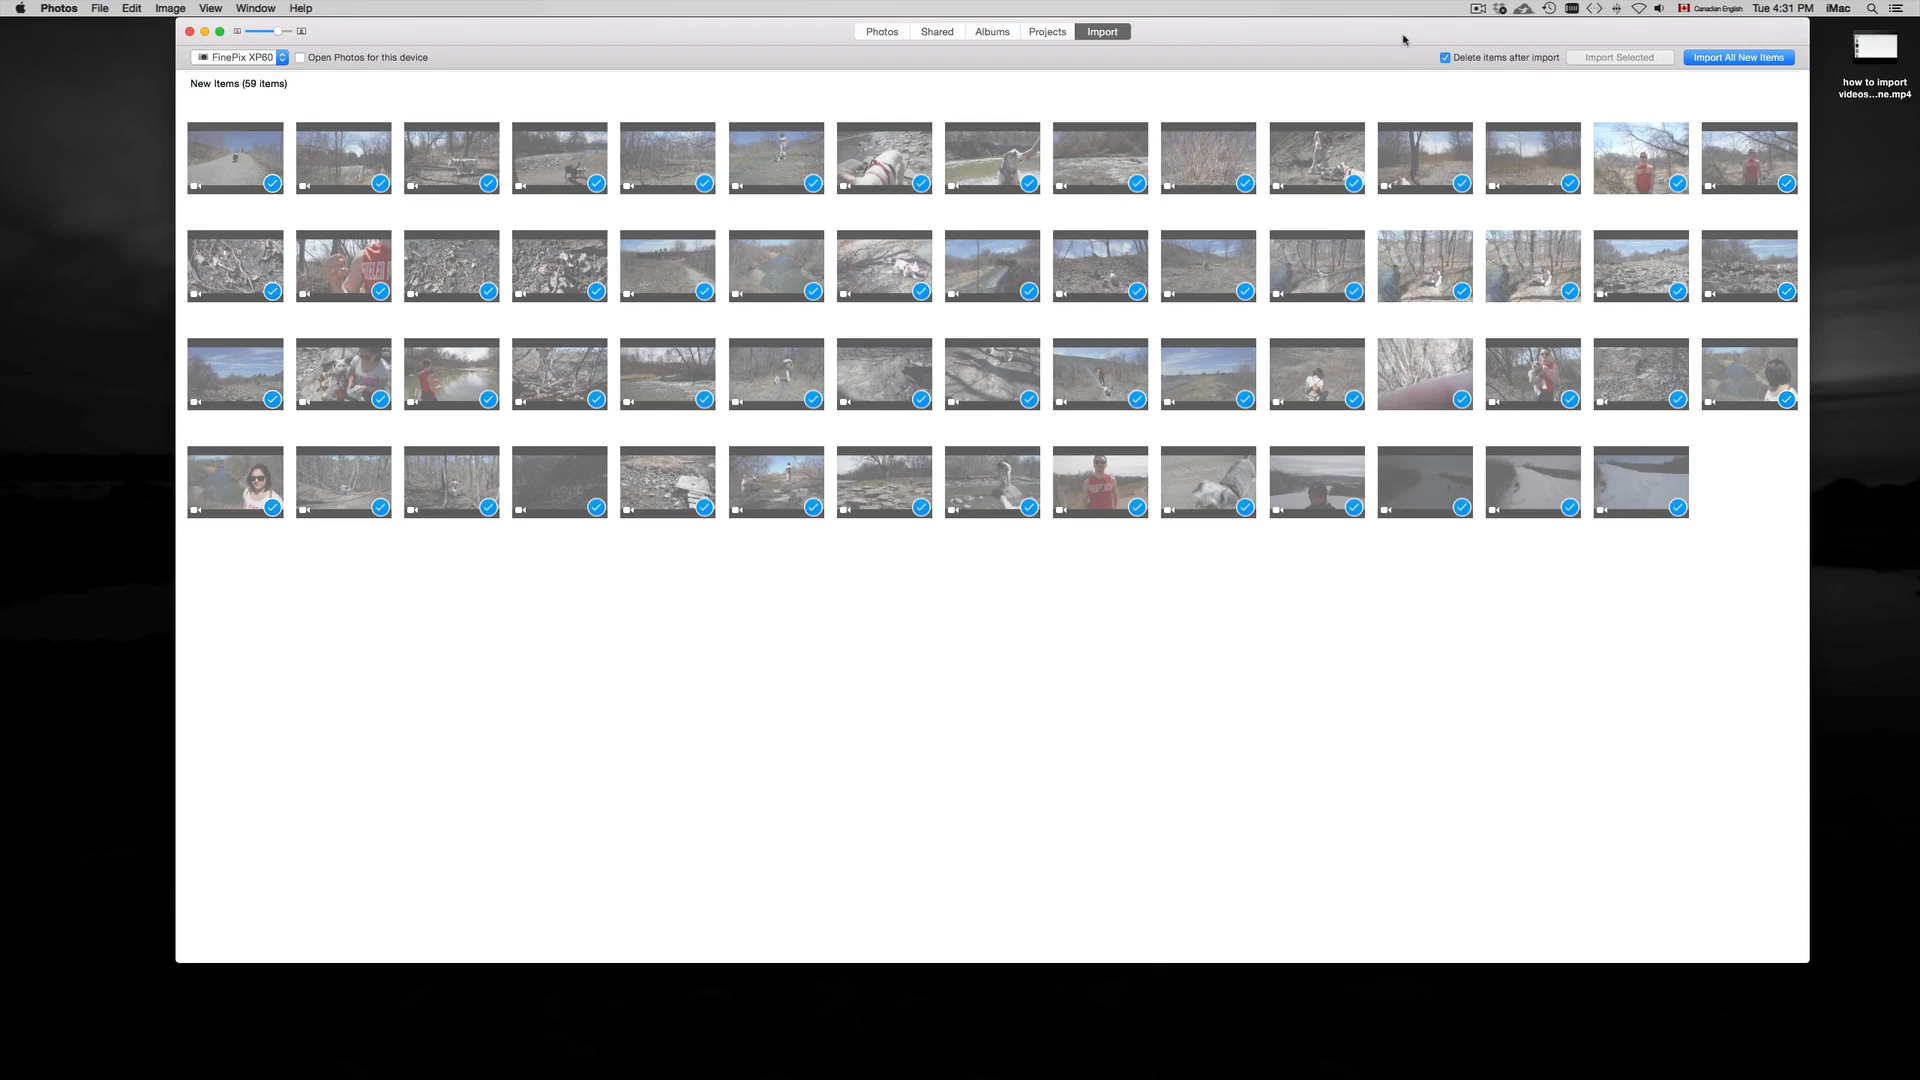 Photos File Edit Image View Window Help
Canadian English Tue 4:31 PM iMac
Photos Shared Albums Projects Import
FinePix XP60 Open Photos for this device
Delete items after import Import Selected Import All New Items
New Items (59 items)
how to import
videos...ne.mp4